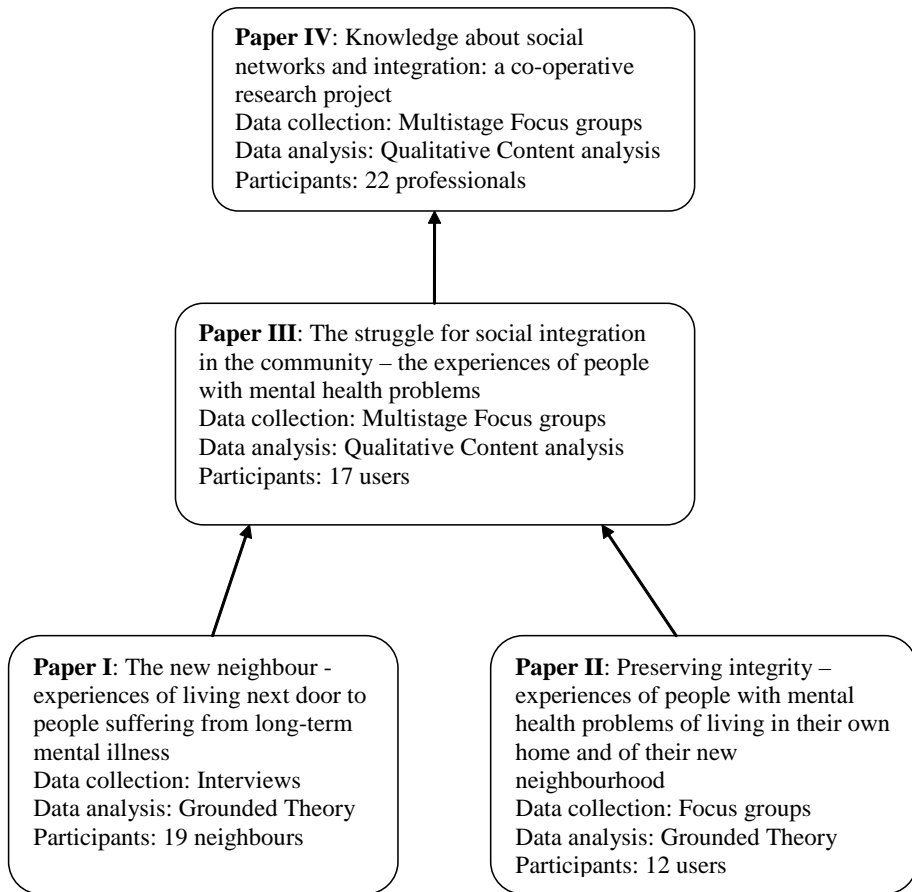 Paper IV: Knowledge about social
networks and integration: a co-operative
research project
Data collection: Multistage Focus groups
Data analysis: Qualitative Content analysis
Participants: 22 professionals
Paper III: The struggle for social integration
in the community – the experiences of people
with mental health problems
Data collection: Multistage Focus groups
Data analysis: Qualitative Content analysis
Participants: 17 users
Paper I: The new neighbour -
experiences of living next door to
people suffering from long-term
mental illness
Data collection: Interviews
Data analysis: Grounded Theory
Participants: 19 neighbours
Paper II: Preserving integrity –
experiences of people with mental
health problems of living in their own
home and of their new
neighbourhood
Data collection: Focus groups
Data analysis: Grounded Theory
Participants: 12 users